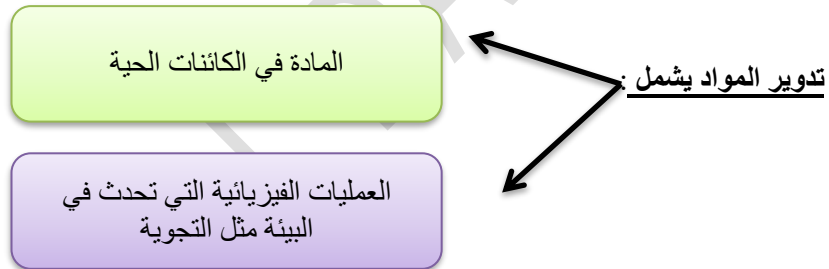 تدوير المواد يشمل :
المادة في الكائنات الحية
العمليات الفيزيائية التي تحدث في
البيئة مثل التجوية